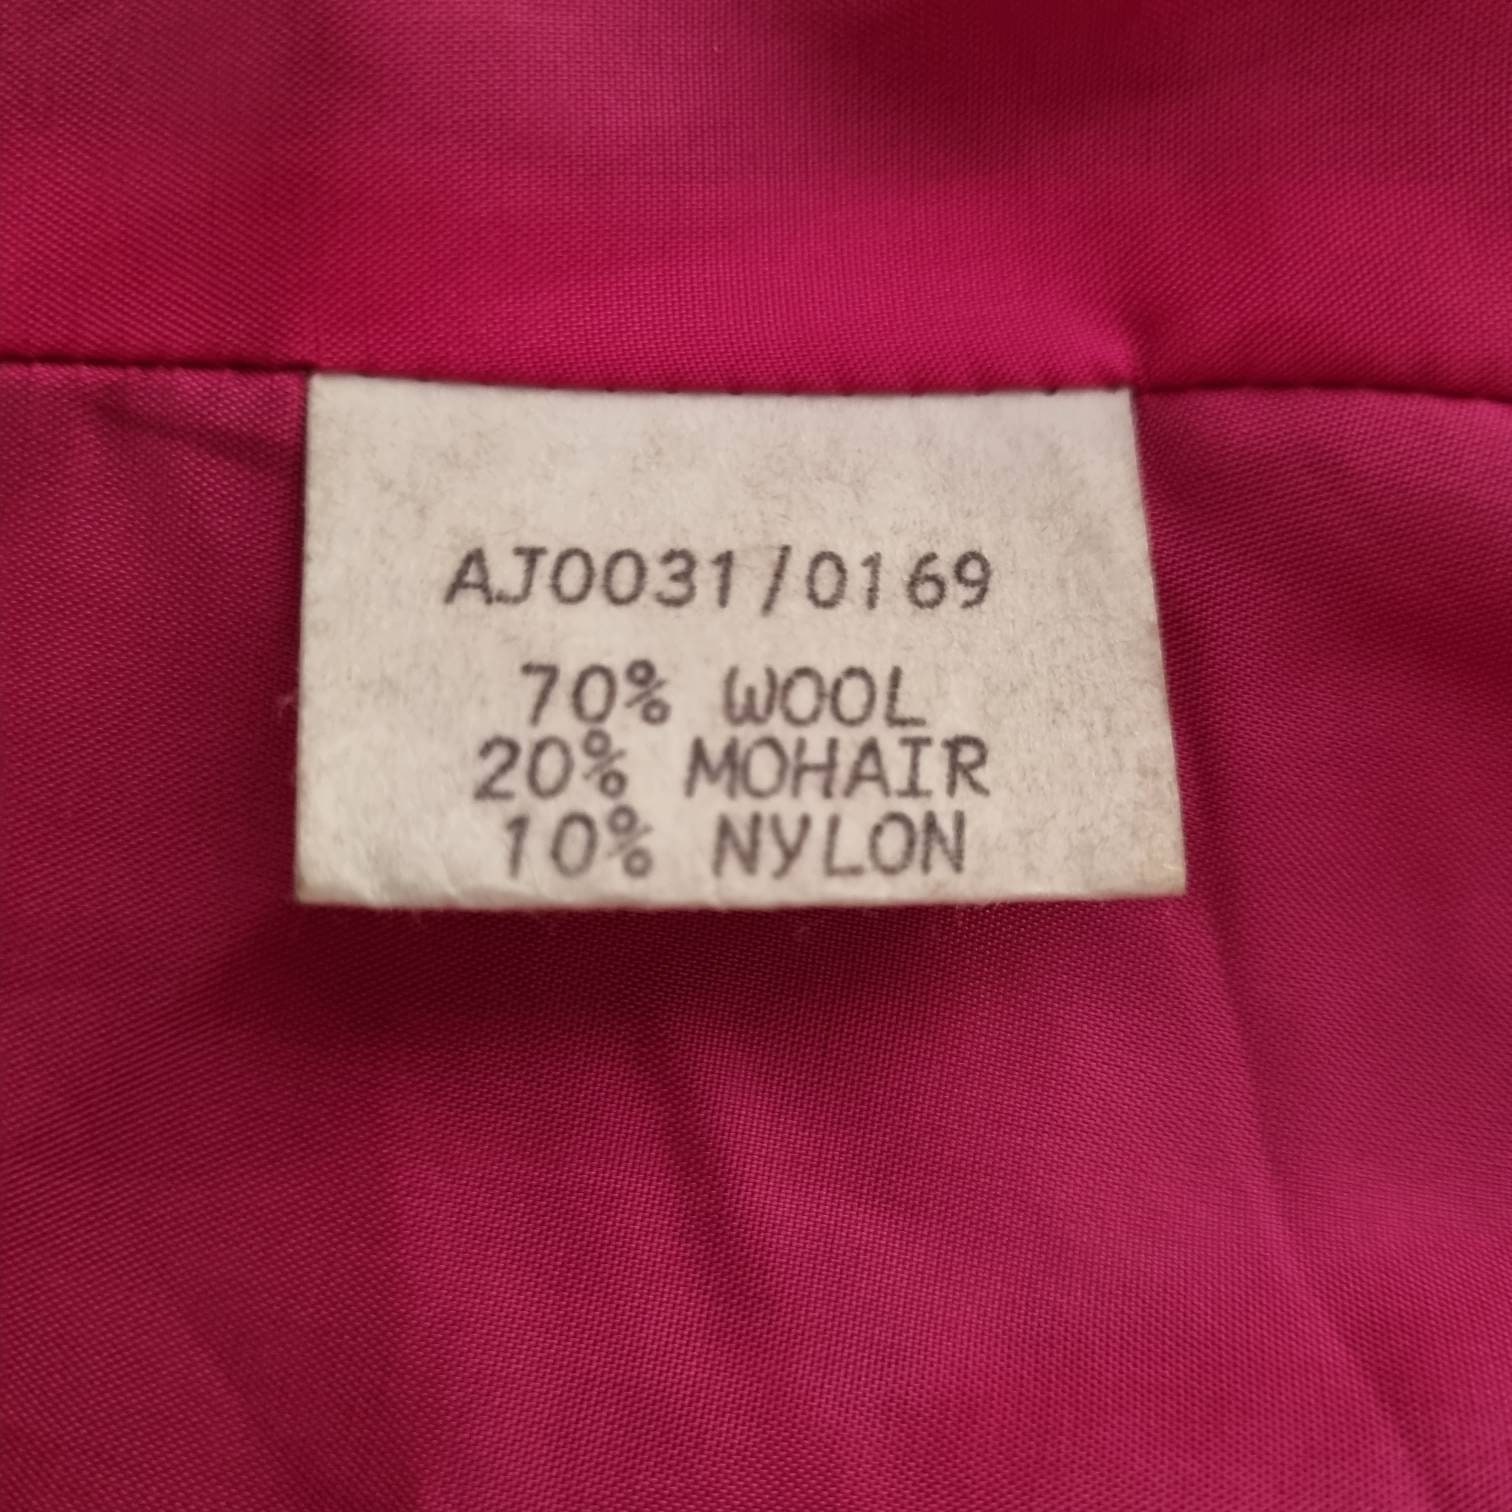 AJ0031/0169
70% WOOL
20% MOHAIR
10% NYLON